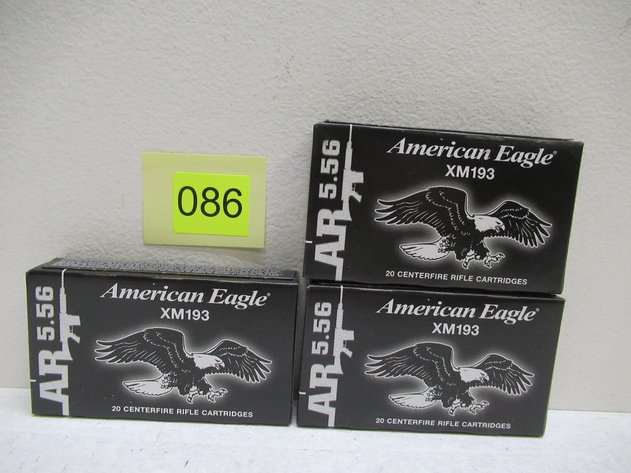 086
AR 5.56
American Eagle®
XM193
20 CENTERFIRE RIFLE CARTRIDGES
AR 5.56
American Eagle®
XM193
20 CENTERFIRE RIFLE CARTRIDGES
AR 5.56
American Eagle®
XM193
20 CENTERFIRE RIFLE CARTRIDGES